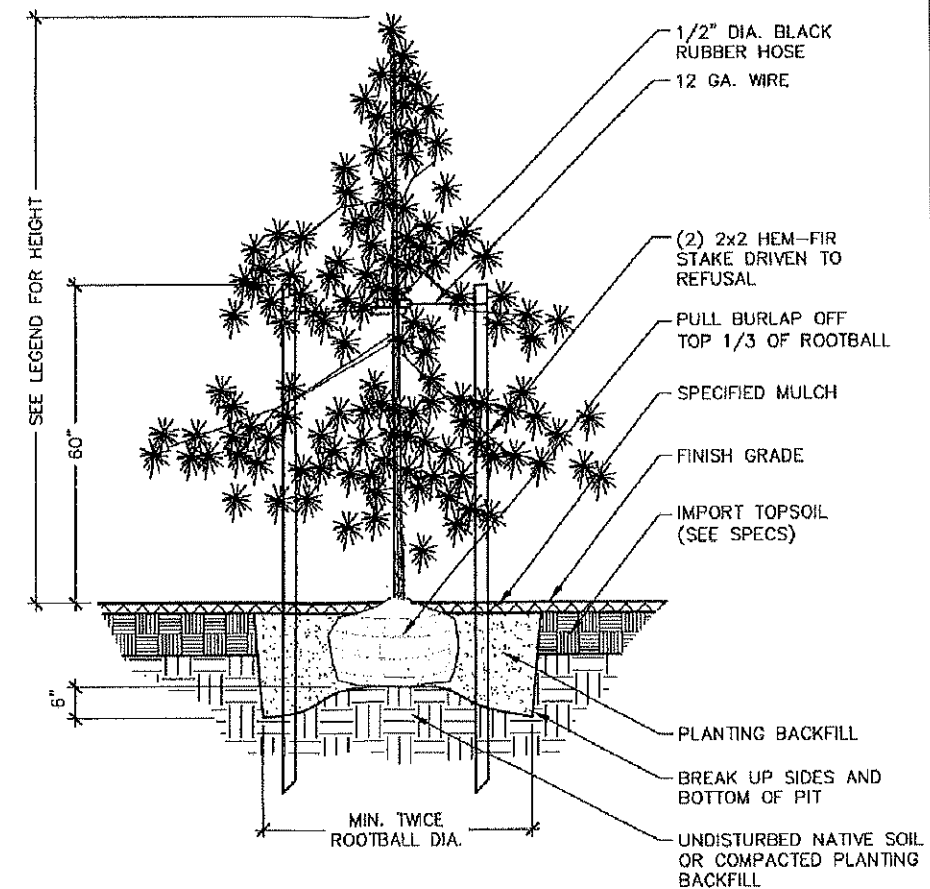 1/2" DIA. BLACK
RUBBER HOSE
12 GA. WIRE
(2) 2x2 HEM-FIR
STAKE DRIVEN TO
REFUSAL
PULL BURLAP OFF
TOP 1/3 OF ROOTBALL
SPECIFIED MULCH
FINISH GRADE
IMPORT TOPSOIL
(SEE SPECS)
PLANTING BACKFILL
BREAK UP SIDES AND
BOTTOM OF PIT
UNDISTURBED NATIVE SOIL
OR COMPACTED PLANTING
BACKFILL
SEE LEGEND FOR HEIGHT
60"
6"
MIN. TWICE
ROOTBALL DIA.